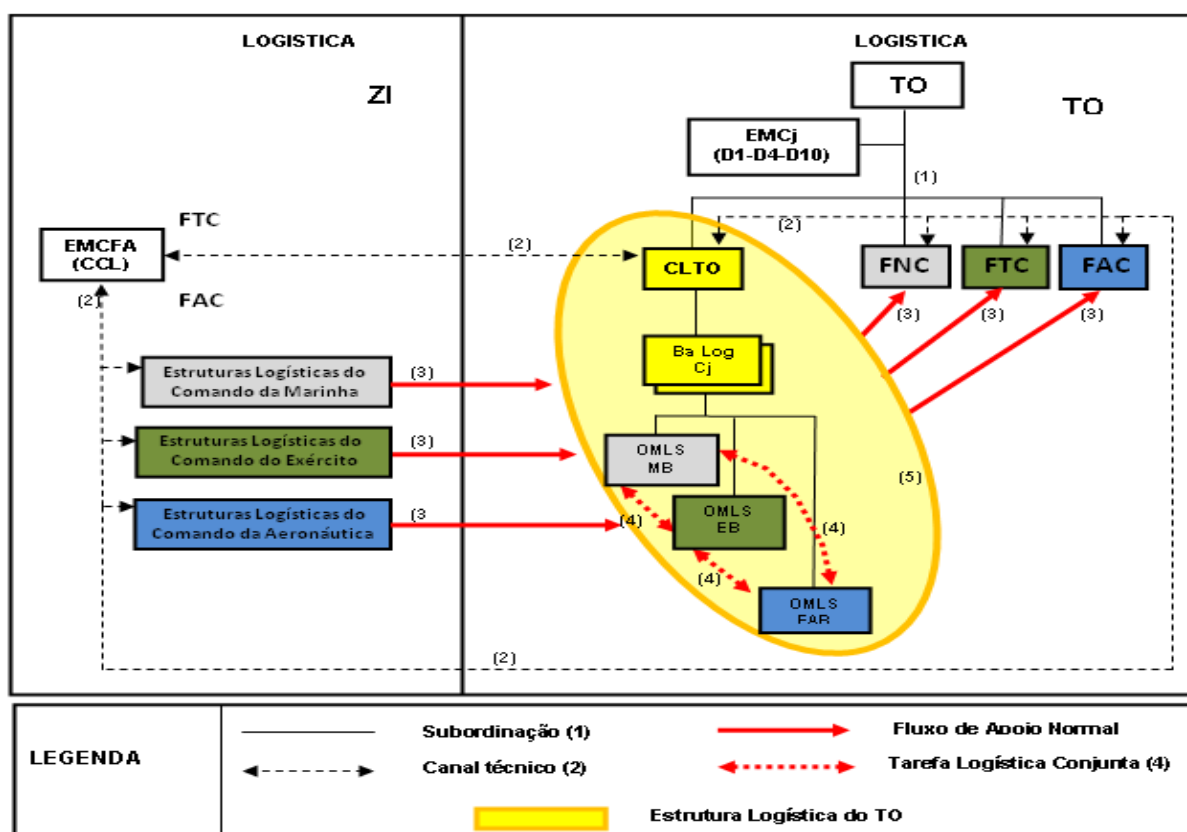 LOGISTICA
ZI
FTC
EMCFA
(CCL)
(2)
FAC
Estruturas Logísticas do
Comando da Marinha
(3)
Estruturas Logísticas do
Comando do Exército
(3)
Estruturas Logísticas do
Comando da Aeronáutica
(3
LOGISTICA
TO
TO
EMCj
(D1-D4-D10)
(1)
(2)
(2)
CLTO
FNC
FTC
FAC
(3)
(3)
(3)
Ba Log
Cj
OMLS
MB
(5)
OMLS
EB
(4)
(4)
(4)
OMLS
FAB
(2)
LEGENDA
Subordinação (1)
Fluxo de Apoio Normal
Canal técnico (2)
Tarefa Logística Conjunta (4)
Estrutura Logística do TO